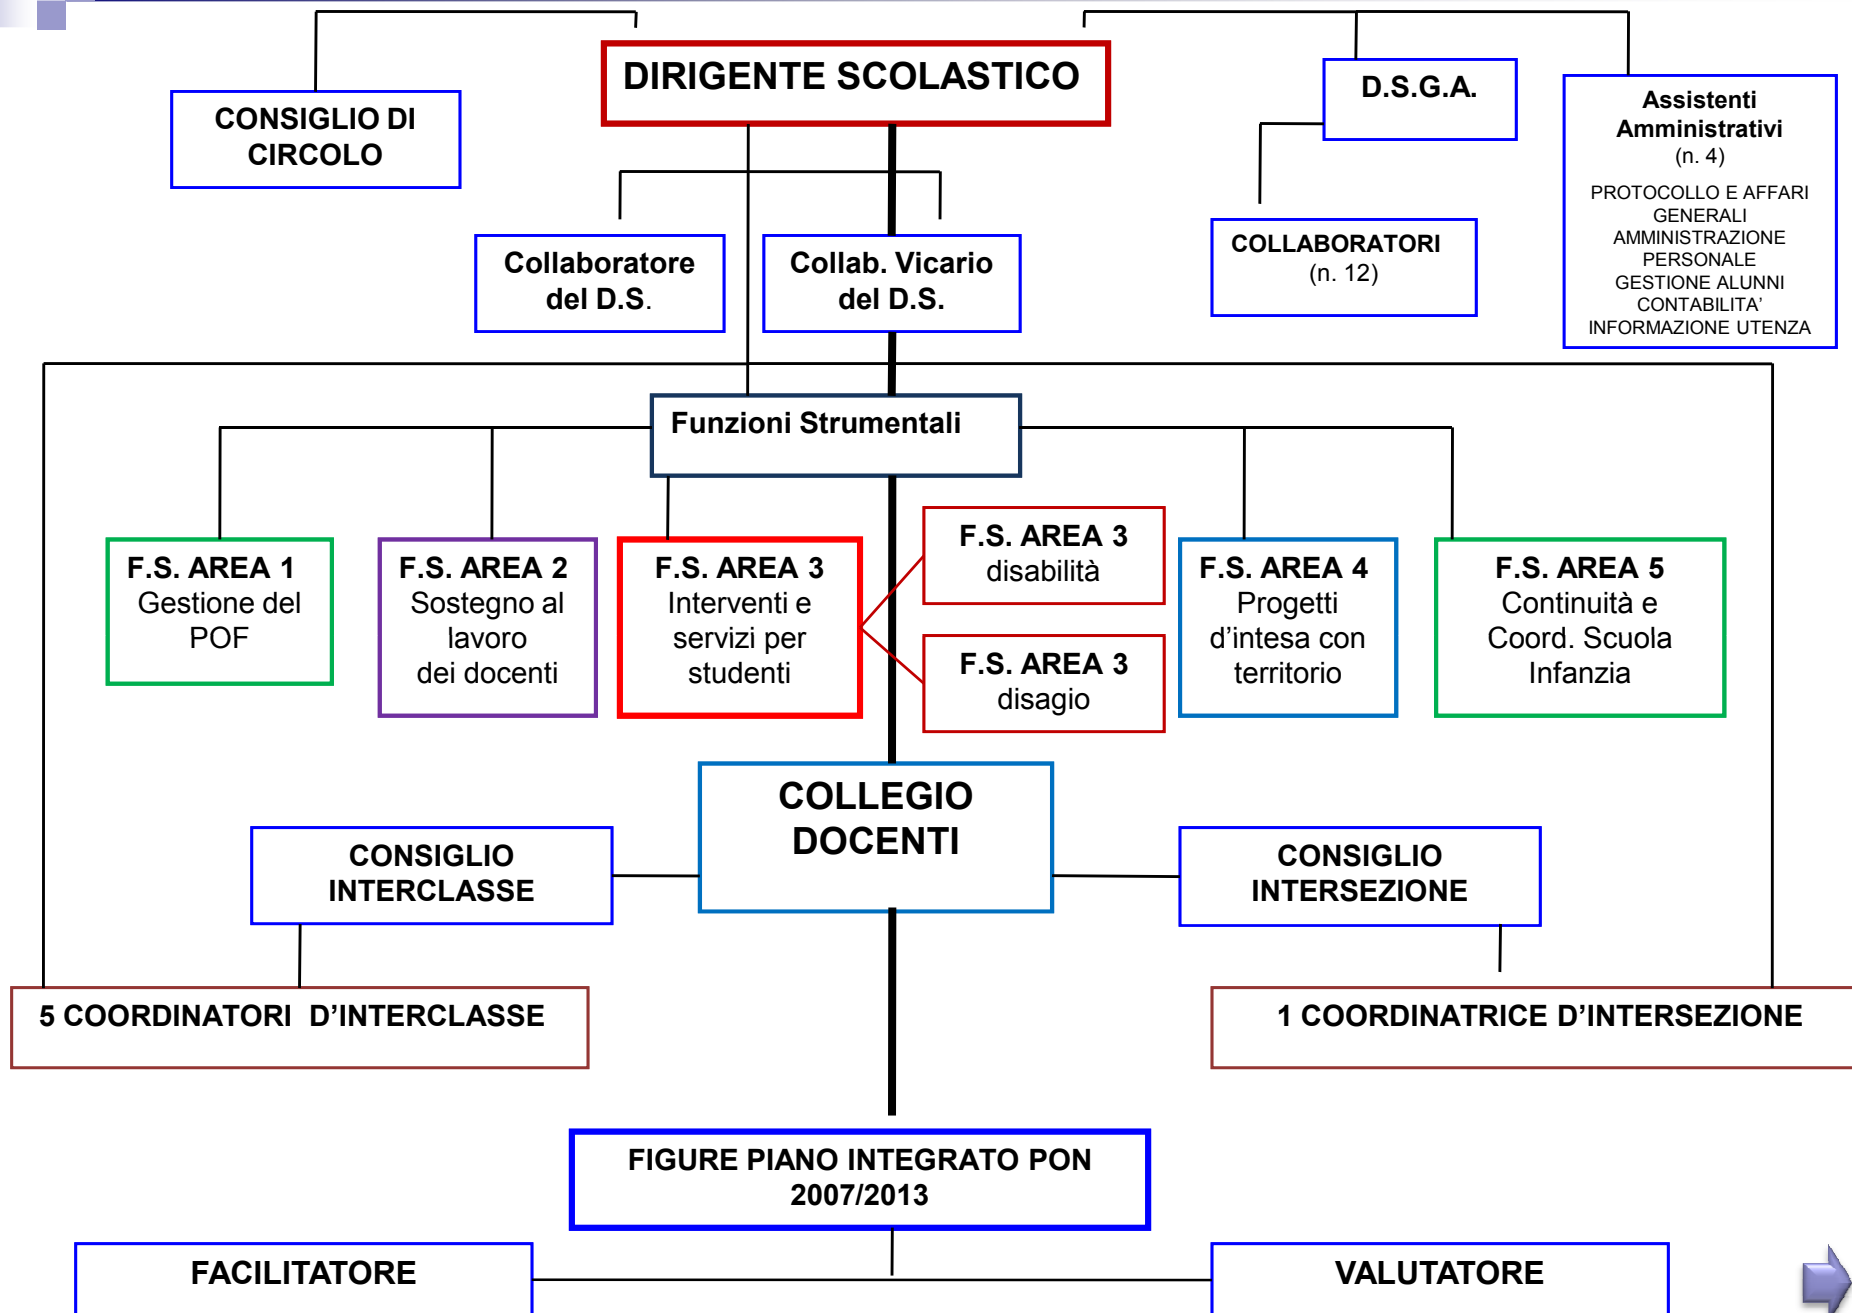 DIRIGENTE SCOLASTICO
CONSIGLIO DI
CIRCOLO
D.S.G.A.
Assistenti
Amministrativi
(n. 4)
PROTOCOLLO E AFFARI
GENERALI
AMMINISTRAZIONE
PERSONALE
GESTIONE ALUNNI
CONTABILITA’
INFORMAZIONE UTENZA
Collaboratore
del D.S.
Collab. Vicario
del D.S.
COLLABORATORI
(n. 12)
Funzioni Strumentali
F.S. AREA 1
Gestione del
POF
F.S. AREA 2
Sostegno al
lavoro
dei docenti
F.S. AREA 3
Interventi e
servizi per
studenti
F.S. AREA 3
disabilità
F.S. AREA 3
disagio
F.S. AREA 4
Progetti
d’intesa con
territorio
F.S. AREA 5
Continuità e
Coord. Scuola
Infanzia
COLLEGIO
DOCENTI
CONSIGLIO
INTERCLASSE
CONSIGLIO
INTERSEZIONE
5 COORDINATORI D’INTERCLASSE
1 COORDINATRICE D’INTERSEZIONE
FIGURE PIANO INTEGRATO PON
2007/2013
FACILITATORE
VALUTATORE